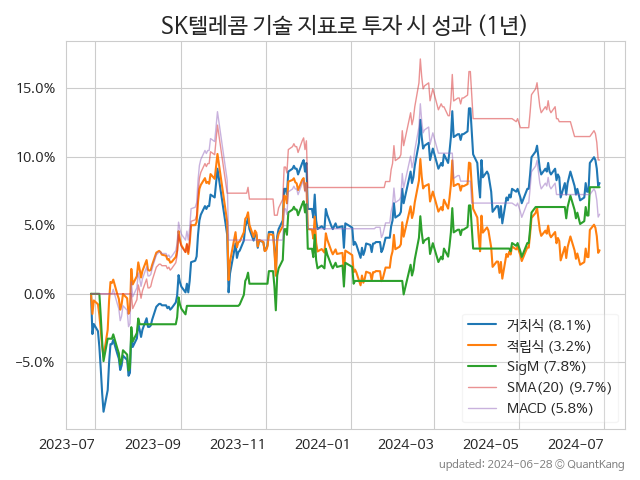 SK텔레콤 기술 지표로 투자 시 성과 (1년)
15.0%
10.0%
5.0%
0.0%
−5.0%
거치식 (8.1%)
적립식 (3.2%)
SigM (7.8%)
SMA(20) (9.7%)
MACD (5.8%)
2023-07 2023-09 2023-11 2024-01 2024-03 2024-05 2024-07
updated: 2024-06-28 ⓒ QuantKang